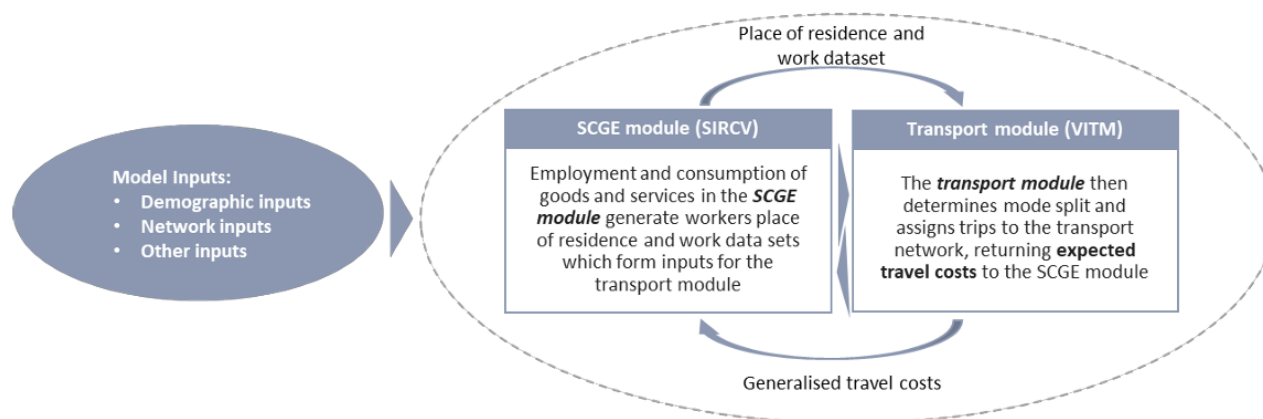 Place of residence and
work dataset
Model Inputs:
• Demographic inputs
• Network inputs
• Other inputs
SCGE module (SIRCV)
Employment and consumption of
goods and services in the SCGE
module generate workers place
of residence and work data sets
which form inputs for the
transport module
Transport module (VITM)
The transport module then
determines mode split and
assigns trips to the transport
network, returning expected
travel costs to the SCGE module
Generalised travel costs